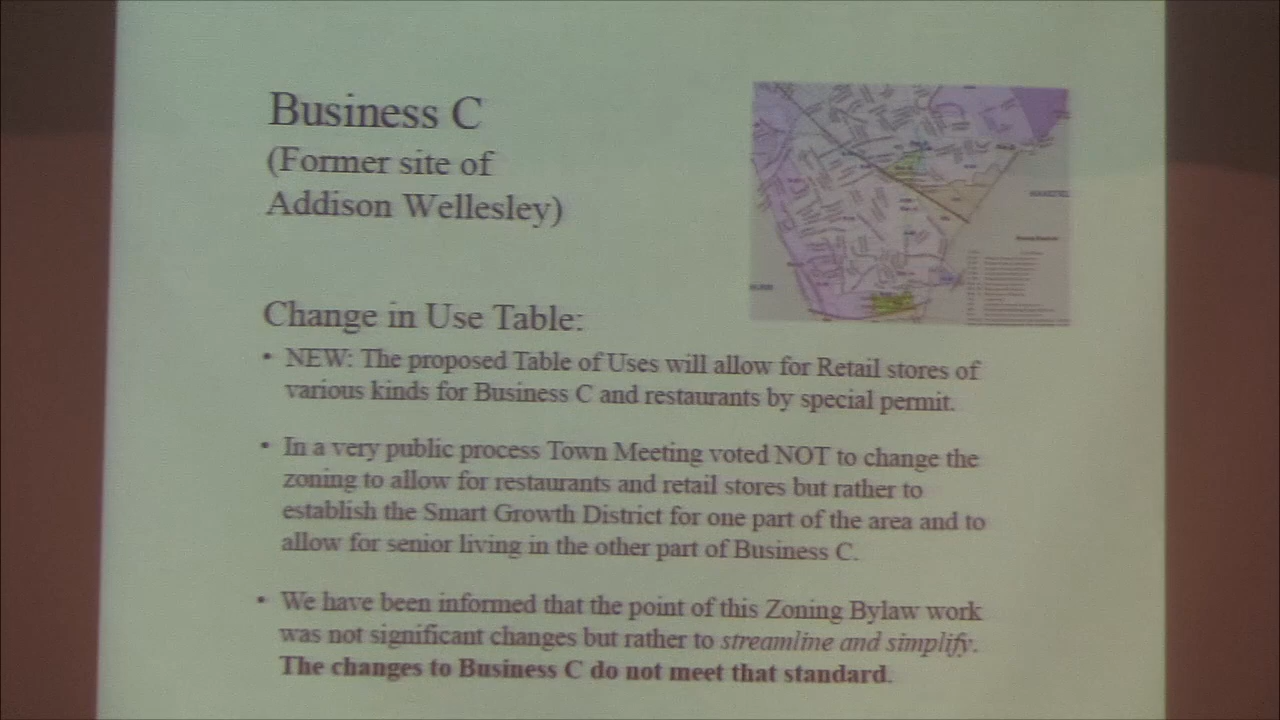 Business C
(Former site of
Addison Wellesley)
Change in Use Table:
• NEW: The proposed Table of Uses will allow for Retail stores of
various kinds for Business C and restaurants by special permit.
• In a very public process Town Meeting voted NOT to change the
zoning to allow for restaurants and retail stores but rather to
establish the Smart Growth District for one part of the area and to
allow for senior living in the other part of Business C.
• We have been informed that the point of this Zoning Bylaw work
was not significant changes but rather to streamline and simplify.
The changes to Business C do not meet that standard.